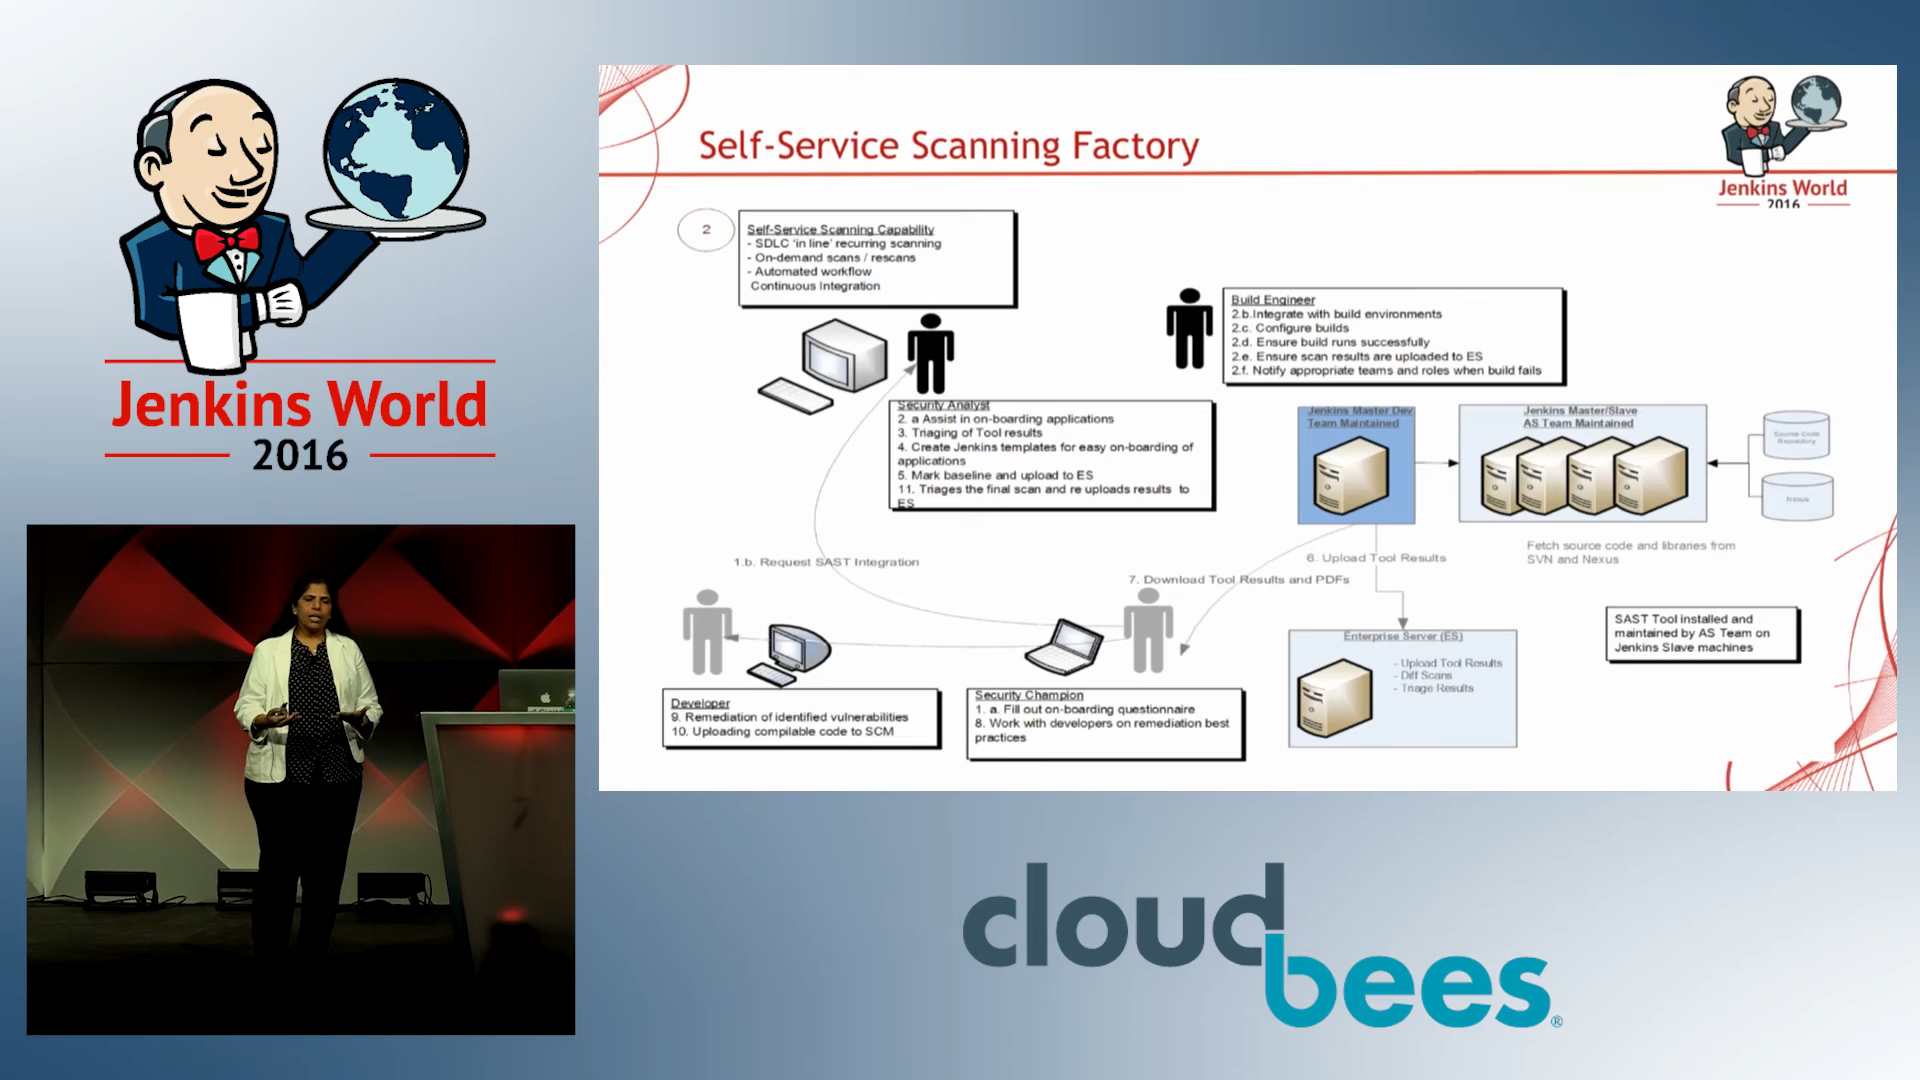 Jenkins World
2016
Self-Service Scanning Factory
Jenkins World
2016
2
Self-Service Scanning Capability
- SDLC 'in line' recurring scanning
- On-demand scans / rescans
- Automated workflow
Continuous Integration
Build Engineer
2.b.Integrate with build environments
2.c. Configure builds
2.d. Ensure build runs successfully
2.e. Ensure scan results are uploaded to ES
2.f. Notify appropriate teams and roles when build fails
Security Analyst
2. a Assist in on-boarding applications
3. Triaging of Tool results
4. Create Jenkins templates for easy on-boarding of
applications
5. Mark baseline and upload to ES
11. Triages the final scan and re uploads results to
ES
Jenkins Master Dev
Team Maintained
Jenkins Master/Slave
AS Team Maintained
Source Code
Repository
Nexus
Fetch source code and libraries from
SVN and Nexus
1.b. Request SAST Integration
6. Upload Tool Results
7. Download Tool Results and PDFs
Developer
9. Remediation of identified vulnerabilities
10. Uploading compilable code to SCM
Security Champion
1. a. Fill out on-boarding questionnaire
8. Work with developers on remediation best
practices
Enterprise Server (ES)
- Upload Tool Results
- Diff Scans
- Triage Results
SAST Tool installed and
maintained by AS Team on
Jenkins Slave machines
cloudbees®